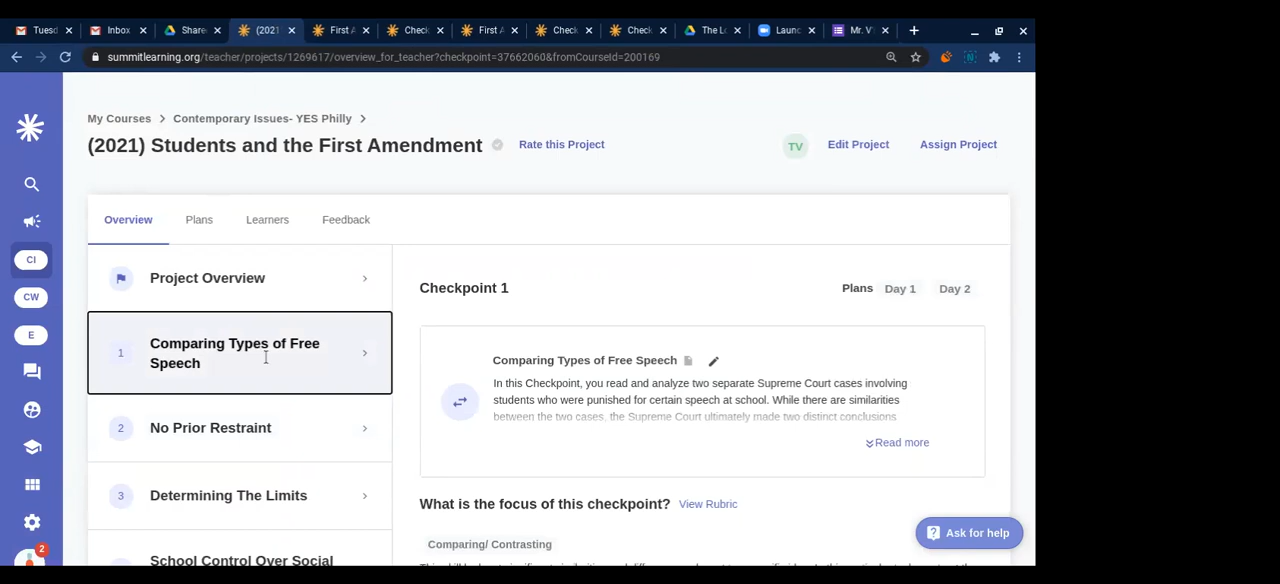 Tuesd
Inbox
Share
(2021
First A
Check
First A
Check
Check
The Lo
Launc
Mr. V
summitlearning.org/teacher/projects/1269617/overview_for_teacher?checkpoint=37662060&fromCourseId=200169
My Courses > Contemporary Issues- YES Philly >
(2021) Students and the First Amendment
Rate this Project
TV
Edit Project
Assign Project
CI
CW
E
2
Overview
Plans
Learners
Feedback
Project Overview
1
Comparing Types of Free
Speech
2
No Prior Restraint
3
Determining The Limits
School Control Over Social
Checkpoint 1
Plans Day 1 Day 2
Comparing Types of Free Speech
In this Checkpoint, you read and analyze two separate Supreme Court cases involving
students who were punished for certain speech at school. While there are similarities
between the two cases, the Supreme Court ultimately made two distinct conclusions
Read more
What is the focus of this checkpoint? View Rubric
Comparing/ Contrasting
Ask for help